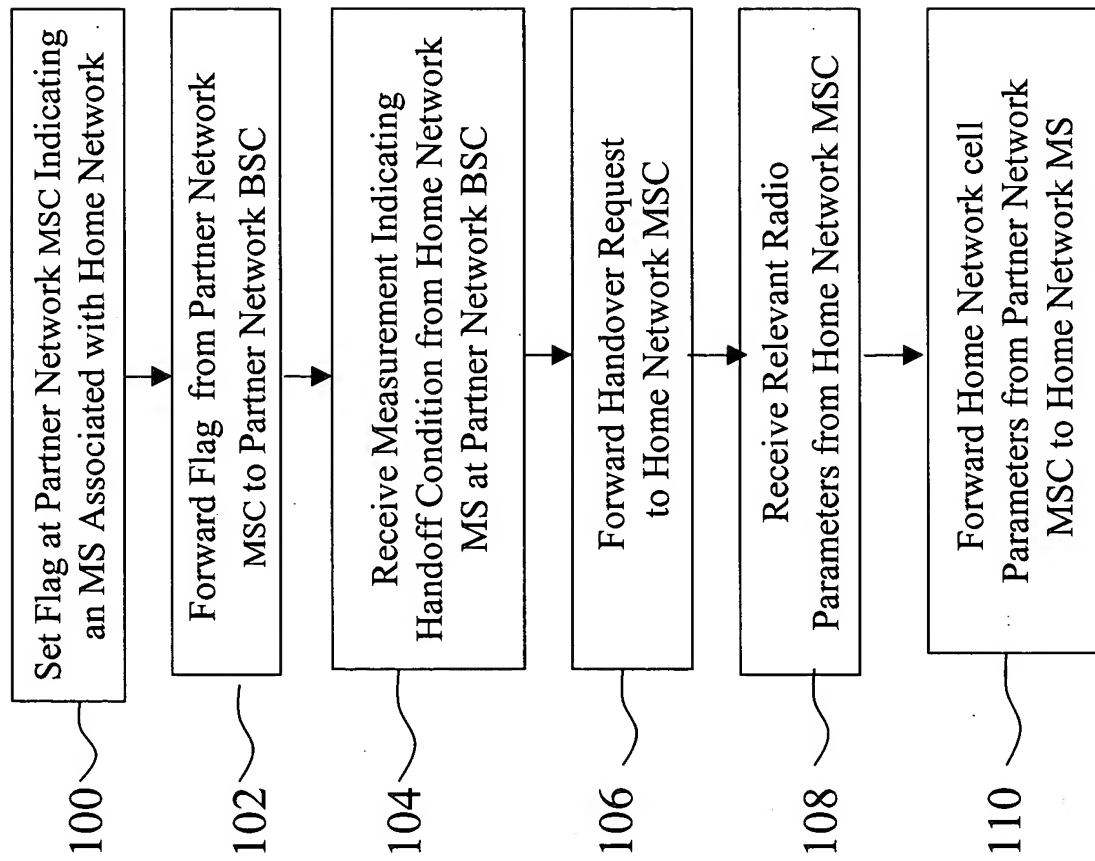 100
Set Flag at Partner Network MSC Indicating
an MS Associated with Home Network
102
Forward Flag from Partner Network
MSC to Partner Network BSC
104
Receive Measurement Indicating
Handoff Condition from Home Network
MS at Partner Network BSC
106
Forward Handover Request
to Home Network MSC
108
Receive Relevant Radio
Parameters from Home Network MSC
110
Forward Home Network cell
Parameters from Partner Network
MSC to Home Network MS